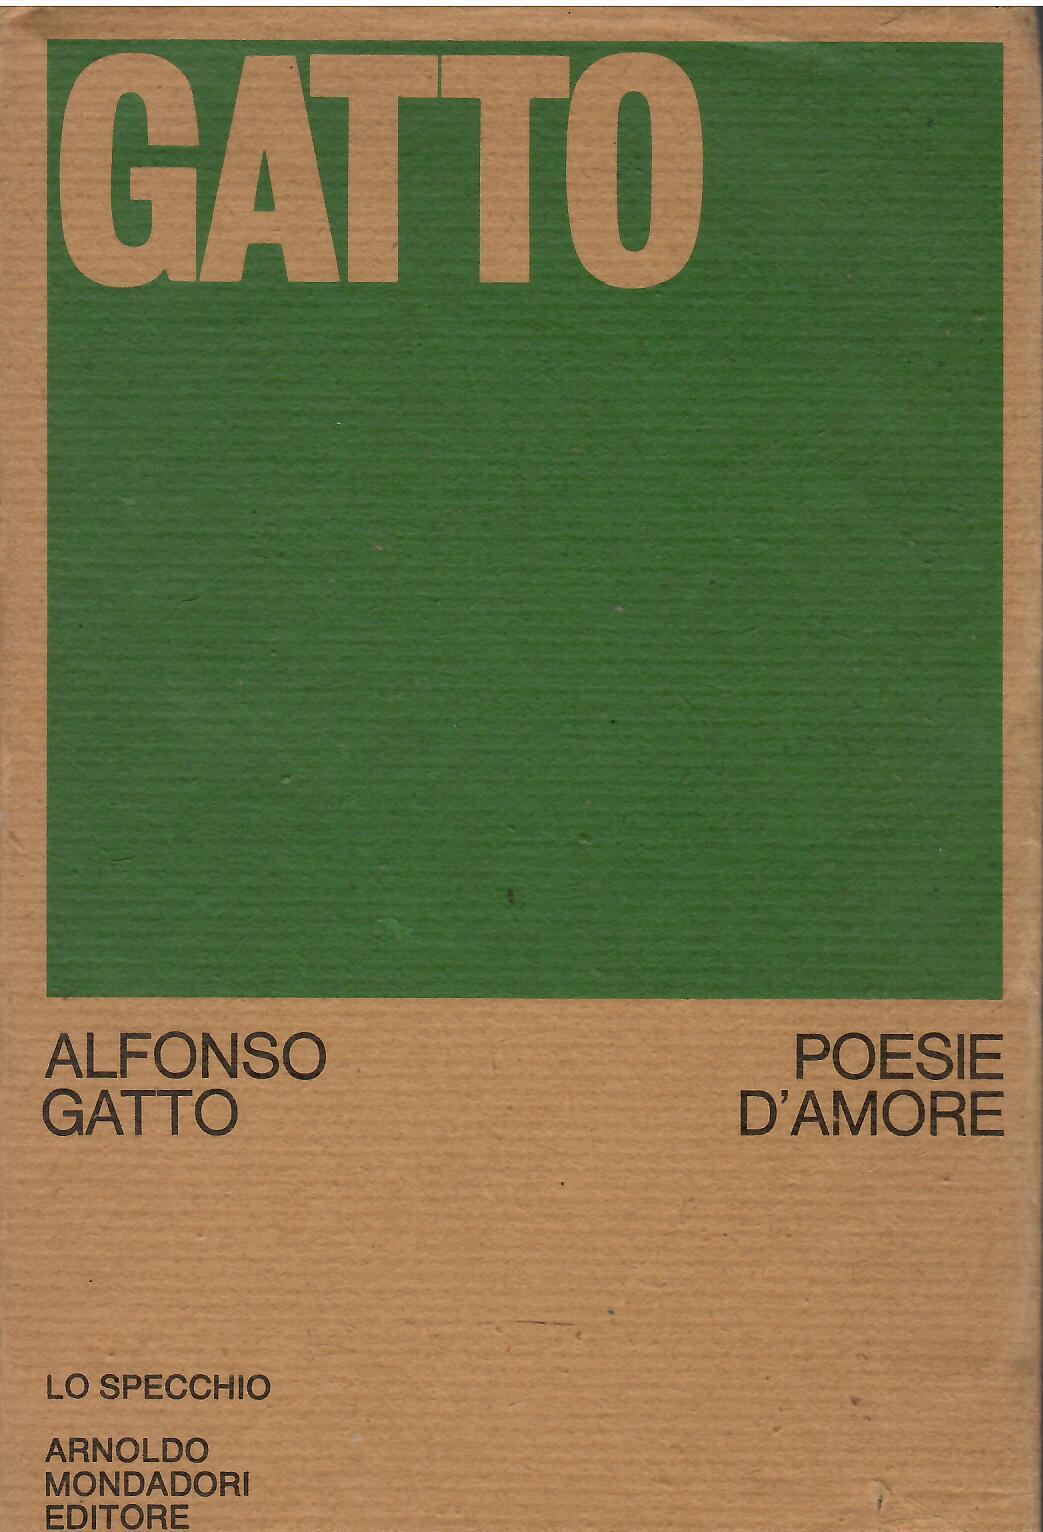 GATTO
ALFONSO
GATTO
POESIE
D'AMORE
LO SPECCHIO
ARNOLDO
MONDADORI
EDITORE